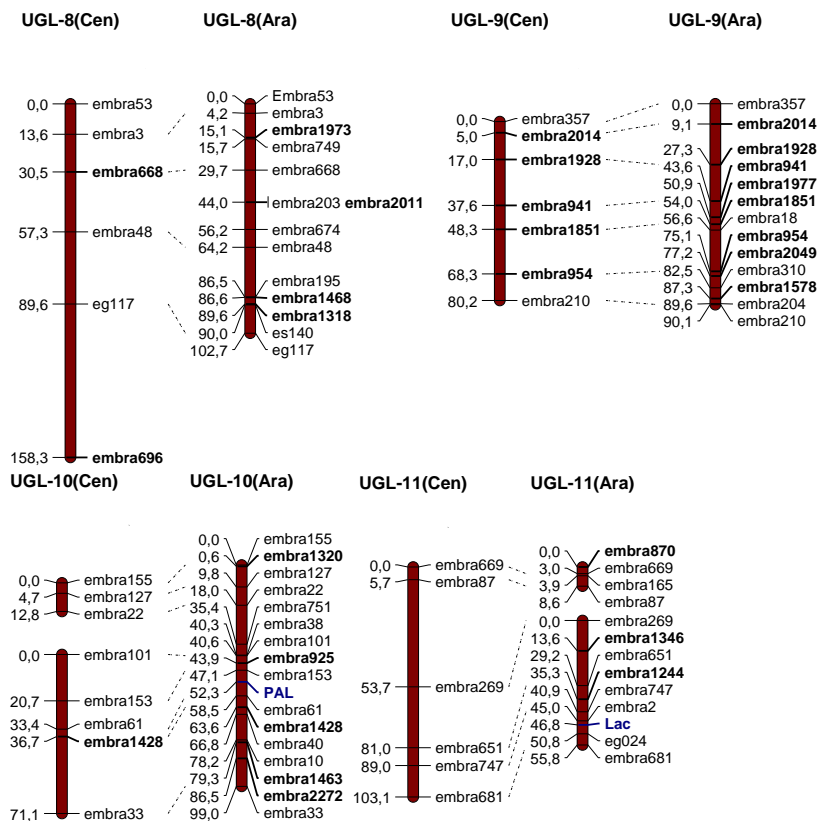 UGL-8(Cen)
0,0 embra53
13,6 embra3
30,5 embra668
57,3 embra48
89,6 eg117
158,3 embra696
UGL-8(Ara)
0,0 Embra53
4,2 embra3
15,1 embra1973
15,7 embra749
29,7 embra668
44,0 embra203 embra2011
56,2 embra674
64,2 embra48
86,5 embra195
86,6 embra1468
89,6 embra1318
90,0 es140
102,7 eg117
UGL-9(Cen)
0,0 embra357
5,0 embra2014
17,0 embra1928
37,6 embra941
48,3 embra1851
68,3 embra954
80,2 embra210
UGL-9(Ara)
0,0 embra357
9,1 embra2014
27,3 embra1928
43,6 embra941
50,9 embra1977
54,0 embra1851
56,6 embra18
75,1 embra954
77,2 embra2049
82,5 embra310
87,3 embra1578
89,6 embra204
90,1 embra210
UGL-10(Cen)
0,0 embra155
4,7 embra127
12,8 embra22
0,0 embra101
20,7 embra153
33,4 embra61
36,7 embra1428
71,1 embra33
UGL-10(Ara)
0,0 embra155
0,6 embra1320
9,8 embra127
18,0 embra22
35,4 embra751
40,3 embra38
40,6 embra101
43,9 embra925
47,1 embra153
52,3 PAL
58,5 embra61
63,6 embra1428
66,8 embra40
78,2 embra10
79,3 embra1463
86,5 embra2272
99,0 embra33
UGL-11(Cen)
0,0 embra669
5,7 embra87
53,7 embra269
81,0 embra651
89,0 embra747
103,1 embra681
UGL-11(Ara)
0,0 embra870
3,0 embra669
3,9 embra165
8,6 embra87
0,0 embra269
13,6 embra1346
29,2 embra651
35,3 embra1244
40,9 embra747
45,0 embra2
46,8 Lac
50,8 eg024
55,8 embra681